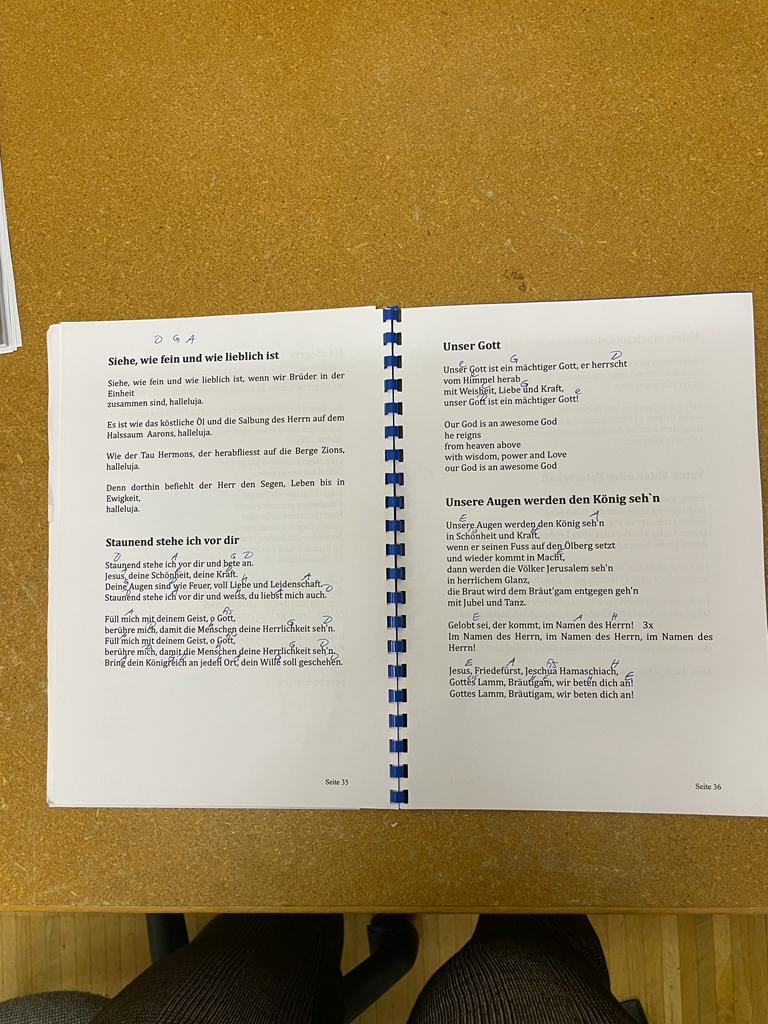 D G A
Siehe, wie fein und wie lieblich ist
Siehe, wie fein und wie lieblich ist, wenn wir Brüder in der
Einheit
zusammen sind, halleluja.
Es ist wie das köstliche Öl und die Salbung des Herrn auf dem
Halssaum Aarons, halleluja.
Wie der Tau Hermons, der herabfliesst auf die Berge Zions,
halleluja.
Denn dorthin befiehlt der Herr den Segen, Leben bis in
Ewigkeit,
halleluja.
Staunend stehe ich vor dir
D A G D
Staunend stehe ich vor dir und bete an.
Jesus, deine Schönheit, deine Kraft.
Deine Augen sind wie Feuer, voll Liebe und Leidenschaft.
Staunend stehe ich vor dir und weiss, du liebst mich auch.
Füll mich mit deinem Geist, o Gott,
berühre mich, damit die Menschen deine Herrlichkeit seh'n.
Füll mich mit deinem Geist, o Gott,
berühre mich, damit die Menschen deine Herrlichkeit seh'n.
Bring dein Königreich an jeden Ort, dein Wille soll geschehen.
Seite 35
Unser Gott
e G D
Unser Gott ist ein mächtiger Gott, er herrscht
vom Himmel herab
mit Weisheit, Liebe und Kraft,
unser Gott ist ein mächtiger Gott!
Our God is an awesome God
he reigns
from heaven above
with wisdom, power and Love
our God is an awesome God
Unsere Augen werden den König seh`n
E A
Unsere Augen werden den König seh'n
in Schönheit und Kraft,
wenn er seinen Fuss auf den Ölberg setzt
und wieder kommt in Macht,
dann werden die Völker Jerusalem seh'n
in herrlichem Glanz,
die Braut wird dem Bräut'gam entgegen geh'n
mit Jubel und Tanz.
E A H
Gelobt sei, der kommt, im Namen des Herrn! 3x
Im Namen des Herrn, im Namen des Herrn, im Namen des
Herrn!
E A H
Jesus, Friedefürst, Jeschua Hamaschiach,
Gottes Lamm, Bräutigam, wir beten dich an!
Gottes Lamm, Bräutigam, wir beten dich an!
Seite 36